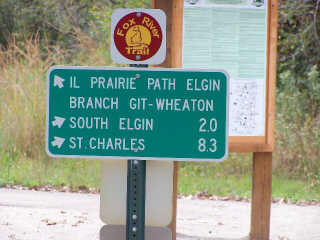 Fox River
Trail
IL PRAIRIE PATH ELGIN
BRANCH GIT-WHEATON
SOUTH ELGIN 2.0
ST. CHARLES 8.3